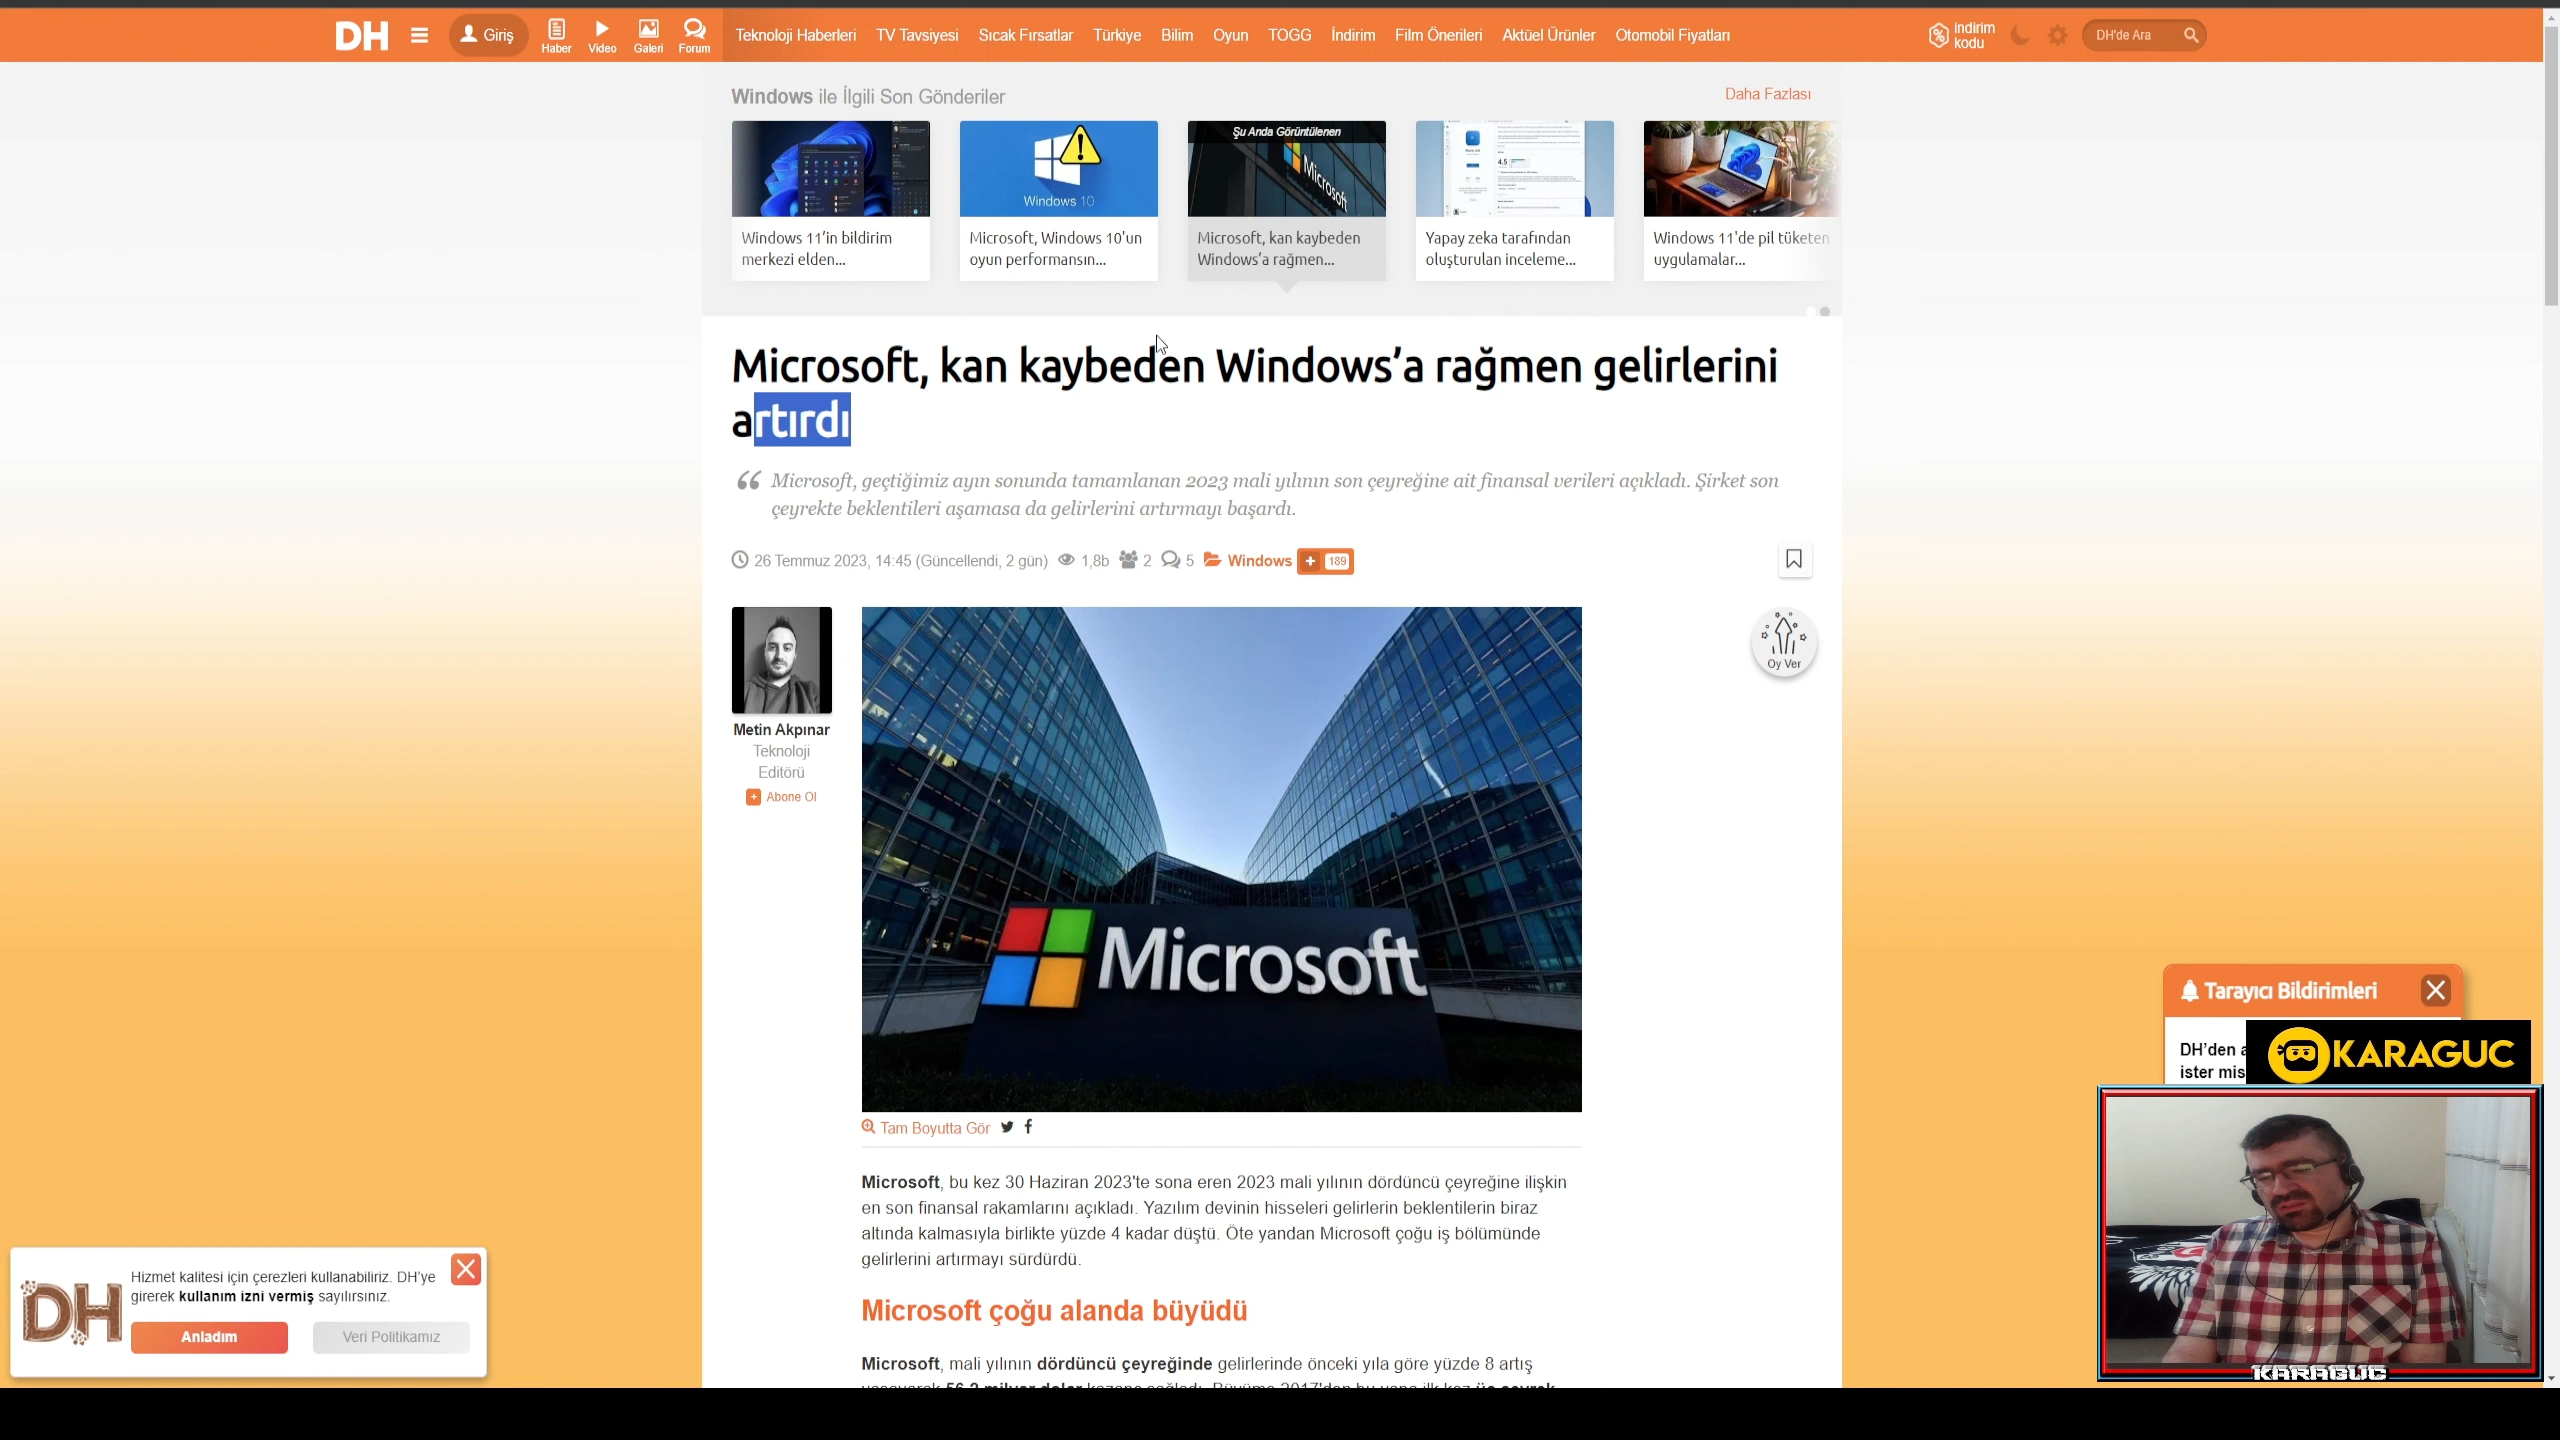 DH
Giriş
Haber
Video
Galeri
Forum
Teknoloji Haberleri
TV Tavsiyesi
Sıcak Fırsatlar
Türkiye
Bilim
Oyun
TOGG
İndirim
Film Önerileri
Aktüel Ürünler
Otomobil Fiyatları
indirim
kodu
DH'de Ara
Windows ile İlgili Son Gönderiler
Daha Fazlası
Windows 10
Şu Anda Görüntülenen
Microsoft
4.5
Windows 11’in bildirim
merkezi elden...
Microsoft, Windows 10'un
oyun performansın...
Microsoft, kan kaybeden
Windows’a rağmen...
Yapay zeka tarafından
oluşturulan inceleme...
Windows 11'de pil tüketen
uygulamalar...
Microsoft, kan kaybeden Windows’a rağmen gelirlerini
artırdı
“ Microsoft, geçtiğimiz ayın sonunda tamamlanan 2023 mali yılının son çeyreğine ait finansal verileri açıkladı. Şirket son
çeyrekte beklentileri aşamasa da gelirlerini artırmayı başardı.
26 Temmuz 2023, 14:45 (Güncellendi, 2 gün) 1,8b 2 5 Windows + 189
Oy Ver
Metin Akpınar
Teknoloji
Editörü
+ Abone Ol
Microsoft
Tam Boyutta Gör
Microsoft, bu kez 30 Haziran 2023'te sona eren 2023 mali yılının dördüncü çeyreğine ilişkin
en son finansal rakamlarını açıkladı. Yazılım devinin hisseleri gelirlerin beklentilerin biraz
altında kalmasıyla birlikte yüzde 4 kadar düştü. Öte yandan Microsoft çoğu iş bölümünde
gelirlerini artırmayı sürdürdü.
Microsoft çoğu alanda büyüdü
Microsoft, mali yılının dördüncü çeyreğinde gelirlerinde önceki yıla göre yüzde 8 artış
DH
Hizmet kalitesi için çerezleri kullanabiliriz. DH’ye
girerek kullanım izni vermiş sayılırsınız.
Anladım
Veri Politikamız
Tarayıcı Bildirimleri
DH’den
ister mis
KARAGUC
KARAGUC